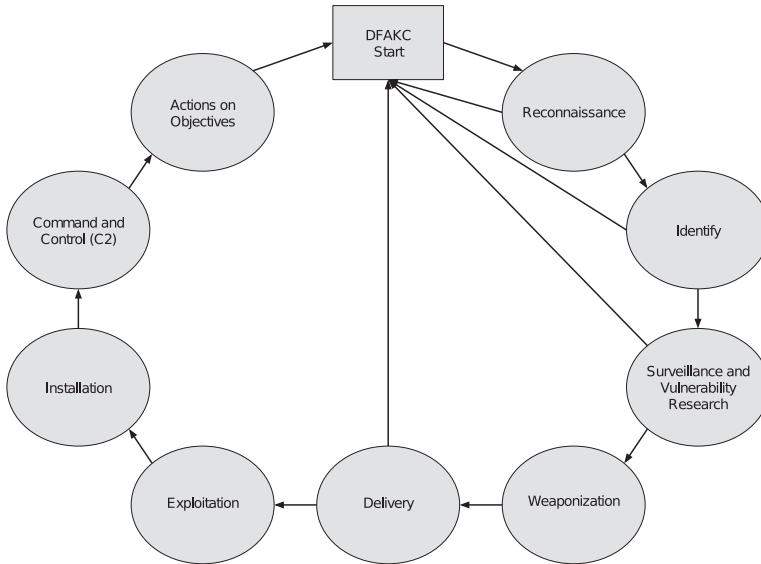 DFAKC
Start
Reconnaissance
Identify
Surveillance and
Vulnerability
Research
Weaponization
Delivery
Exploitation
Installation
Command and
Control (C2)
Actions on
Objectives